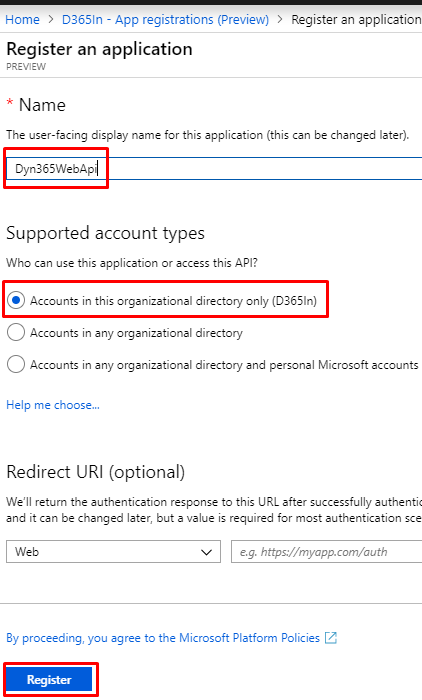 Home > D365In - App registrations (Preview) > Register an application
Register an application
PREVIEW
* Name
The user-facing display name for this application (this can be changed later).
Dyn365WebApi
Supported account types
Who can use this application or access this API?
Accounts in this organizational directory only (D365In)
Accounts in any organizational directory
Accounts in any organizational directory and personal Microsoft accounts
Help me choose...
Redirect URI (optional)
We'll return the authentication response to this URL after successfully
and it can be changed later, but a value is required for most authentication
Web
e.g. https://myapp.com/auth
By proceeding, you agree to the Microsoft Platform Policies
Register